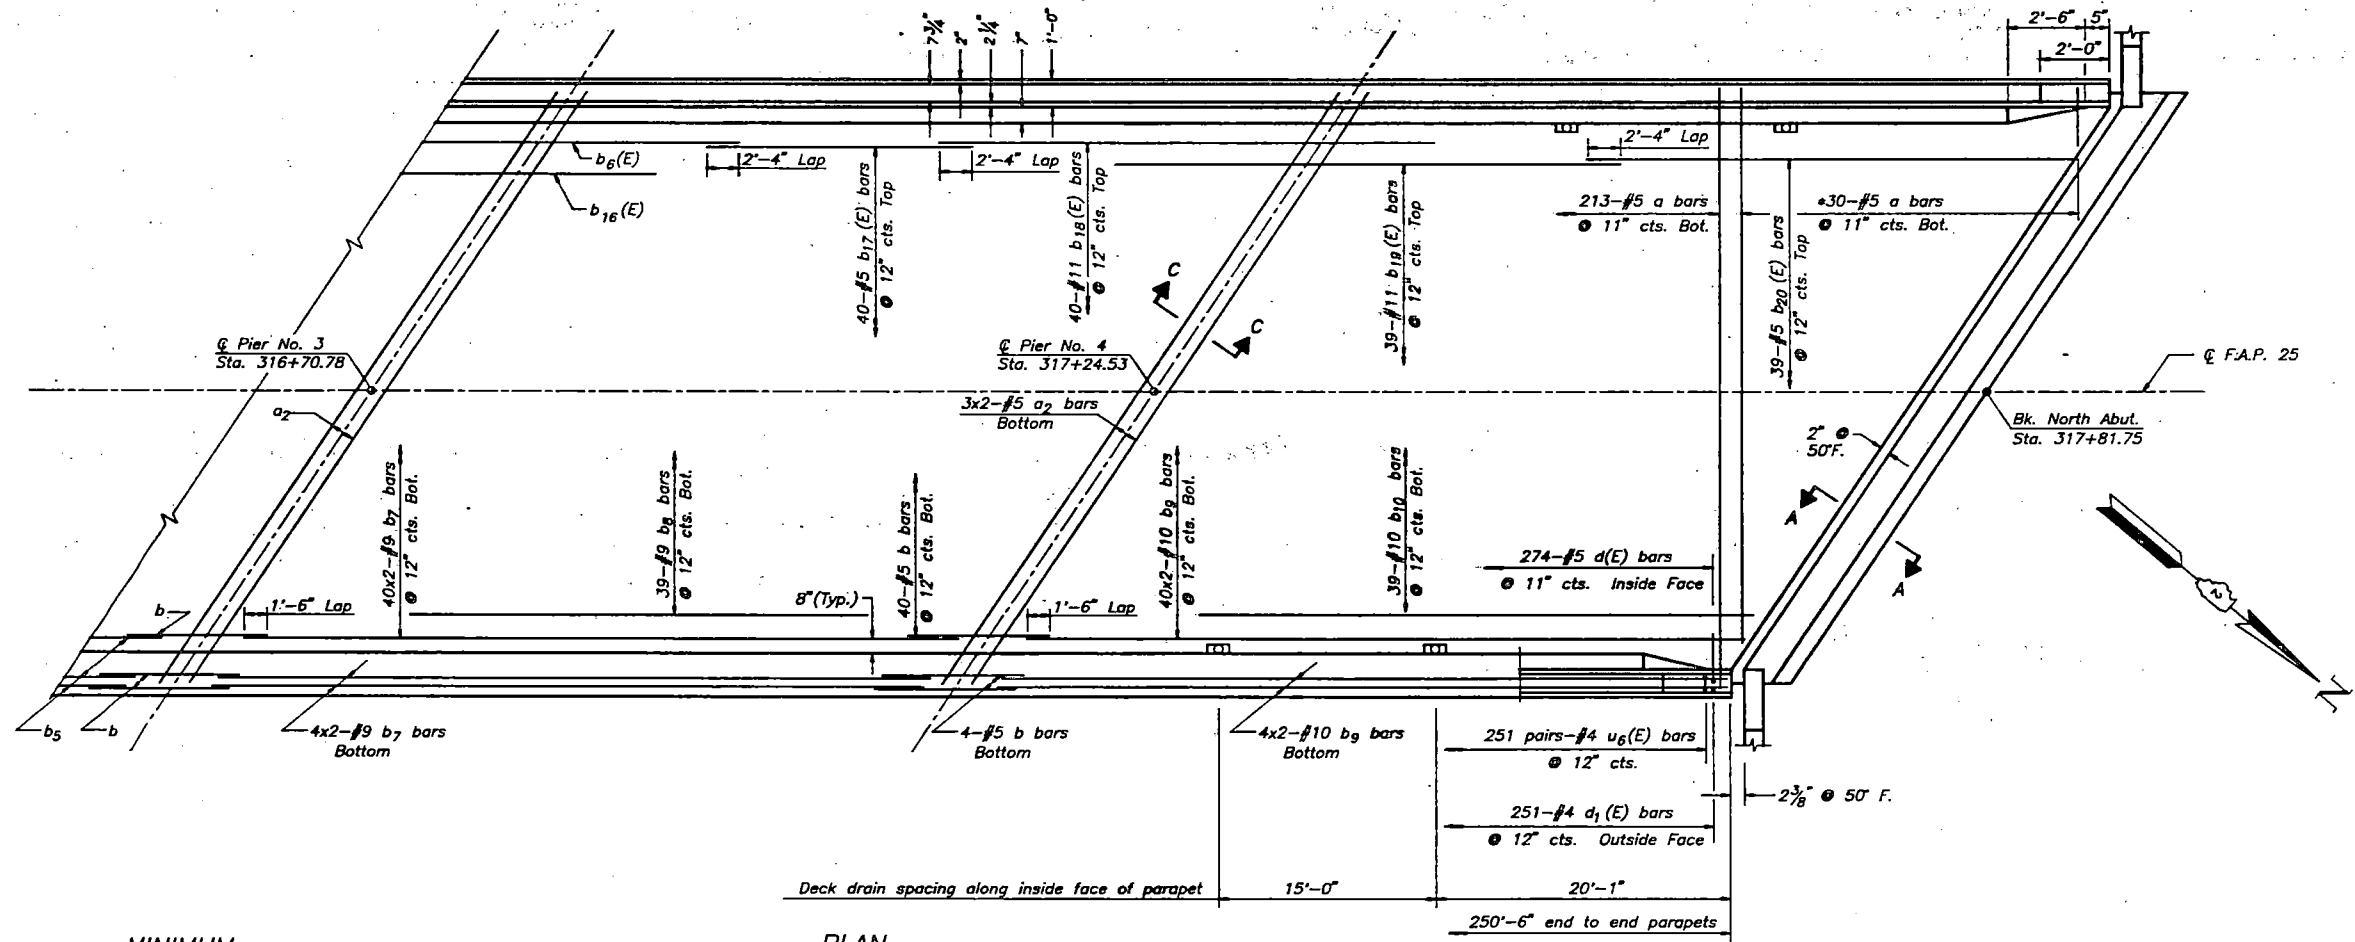 7 3/4"
2"
2 1/4"
7"
1'-0"
2'-6"
5"
2'-0"
b6(E)
b16(E)
2'-4" Lap
2'-4" Lap
2'-4" Lap
40-#5 b17(E) bars
@ 12" cts. Top
40-#11 b18(E) bars
@ 12" cts. Top
39-#11 b19(E) bars
@ 12" cts. Top
213-#5 a bars
@ 11" cts. Bot.
*30-#5 a bars
@ 11" cts. Bot.
39-#5 b20(E) bars
@ 12" cts. Top
C
C
℄ Pier No. 3
Sta. 316+70.78
℄ Pier No. 4
Sta. 317+24.53
℄ F.A.P. 25
a2
3x2-#5 a2 bars
Bottom
Bk. North Abut.
Sta. 317+81.75
2" @
50°F.
A
A
40x2-#9 b7 bars
@ 12" cts. Bot.
39-#9 b8 bars
@ 12" cts. Bot.
40-#5 b bars
@ 12" cts. Bot.
40x2-#10 b9 bars
@ 12" cts. Bot.
39-#10 b10 bars
@ 12" cts. Bot.
274-#5 d(E) bars
@ 11" cts. Inside Face
b
1'-6" Lap
8"(Typ.)
1'-6" Lap
b5
b
4x2-#9 b7 bars
Bottom
4-#5 b bars
Bottom
4x2-#10 b9 bars
Bottom
251 pairs-#4 u6(E) bars
@ 12" cts.
2 3/8" @ 50° F.
251-#4 d1(E) bars
@ 12" cts. Outside Face
Deck drain spacing along inside face of parapet
15'-0"
20'-1"
250'-6" end to end parapets
MINIMUM
PLAN
2
N